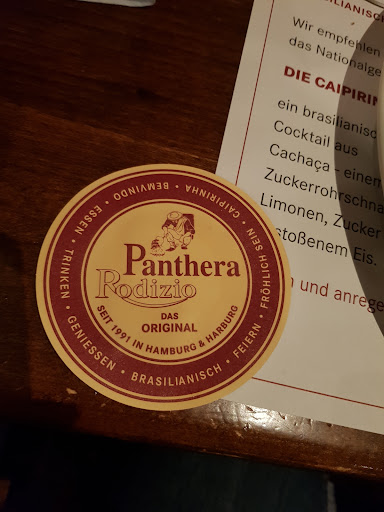 BRASILIANISCH
Wir empfehlen
das Nationalge
DIE CAIPIRIN
ein brasilianisc
Cocktail aus
Cachaça - einem
Zuckerrohrschna
Limonen, Zucker
stoßenem Eis.
und anrege
Panthera
Rodizio
DAS
ORIGINAL
SEIT 1991 IN HAMBURG & HARBURG
TRINKEN • ESSEN • BEMVINDO • CAIPIRINHA • FRÖHLICH SEIN • FEIERN • BRASILIANISCH • GENIESSEN •